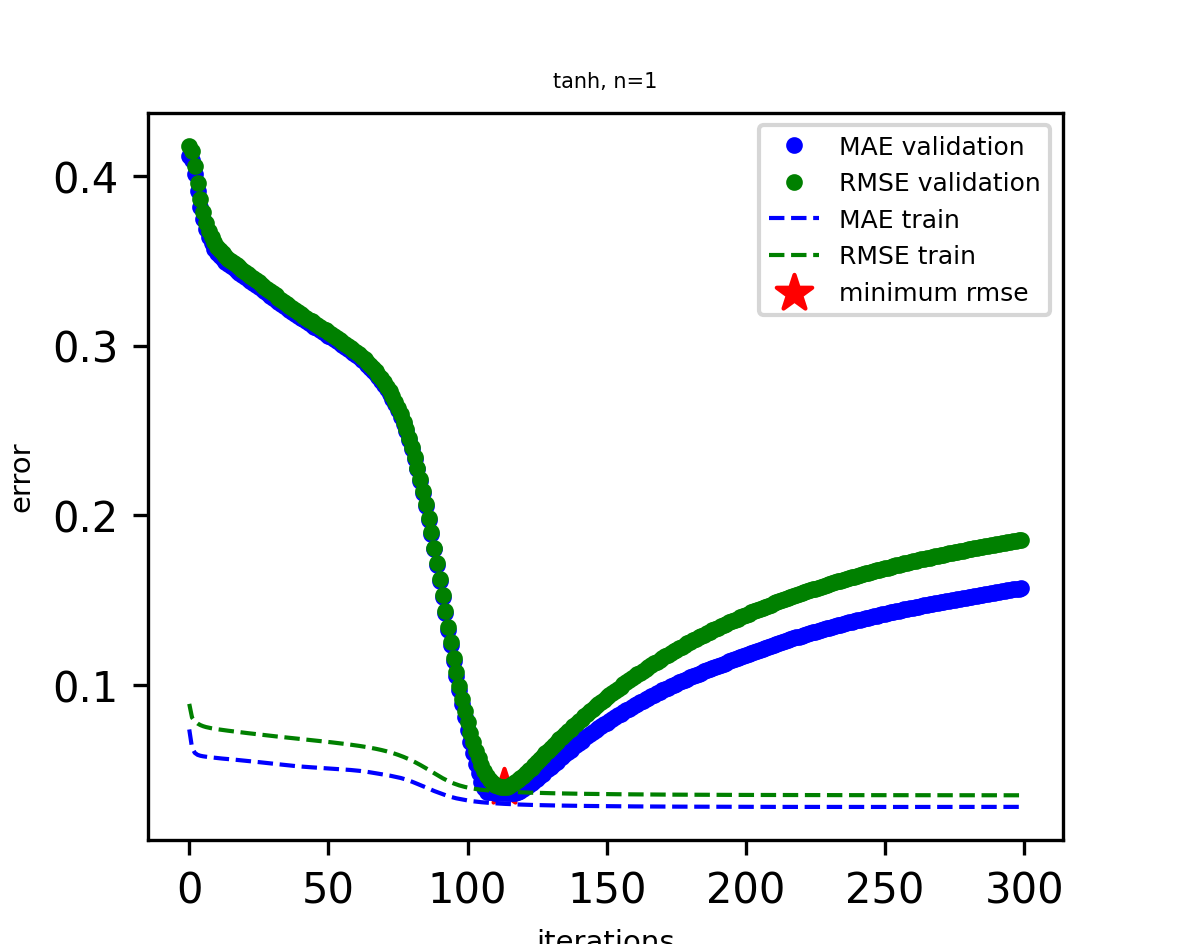 tanh, n=1
MAE validation
RMSE validation
MAE train
RMSE train
minimum rmse
0.4
0.3
0.2
0.1
error
0 50 100 150 200 250 300
iterations